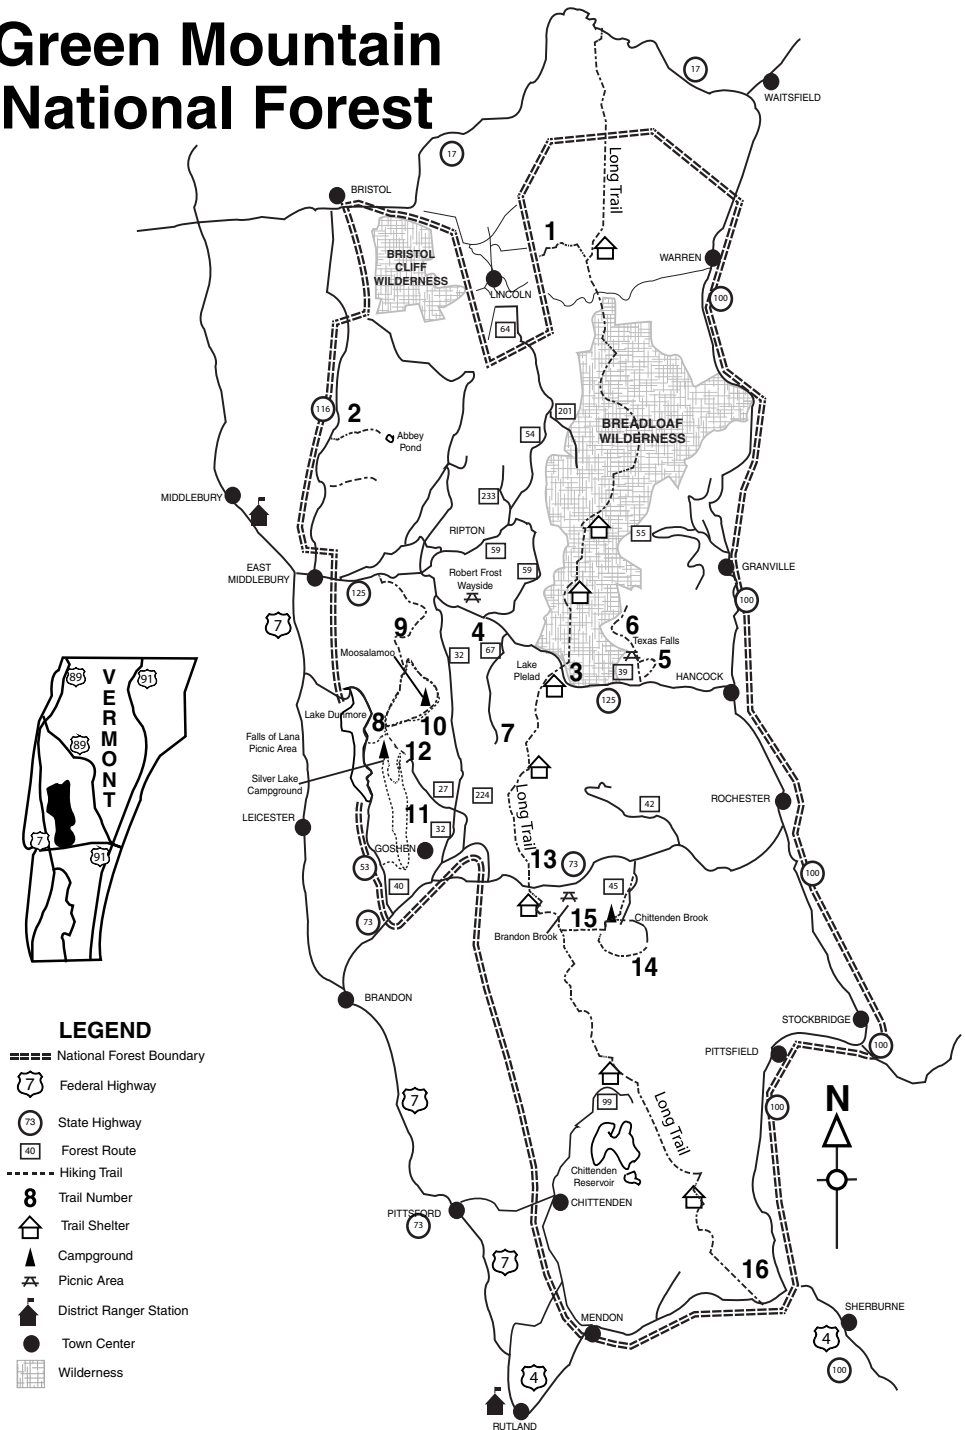 Green Mountain
National Forest
17
WAITSFIELD
17
BRISTOL
Long Trail
1
BRISTOL
CLIFF
WILDERNESS
WARREN
LINCOLN
100
64
116
2
201
Abbey
Pond
54
BREADLOAF
WILDERNESS
MIDDLEBURY
233
RIPTON
55
59
EAST
MIDDLEBURY
Robert Frost
Wayside
59
GRANVILLE
125
100
7
9
4
6
Texas Falls
Moosalamoo
32
67
5
Lake
Plelad
3
39
HANCOCK
125
Lake Dunmore
8
10
7
Falls of Lana
Picnic Area
12
Silver Lake
Campground
27
224
42
ROCHESTER
LEICESTER
11
32
Long Trail
GOSHEN
13
73
53
40
45
100
73
15
Chittenden Brook
Brandon Brook
14
BRANDON
STOCKBRIDGE
PITTSFIELD
100
7
99
Long Trail
100
Chittenden
Reservoir
CHITTENDEN
PITTSFORD
73
7
16
MENDON
SHERBURNE
4
100
4
RUTLAND
89
91
VERMONT
89
7
91
N
LEGEND
National Forest Boundary
7 Federal Highway
73 State Highway
40 Forest Route
Hiking Trail
8 Trail Number
Trail Shelter
Campground
Picnic Area
District Ranger Station
Town Center
Wilderness